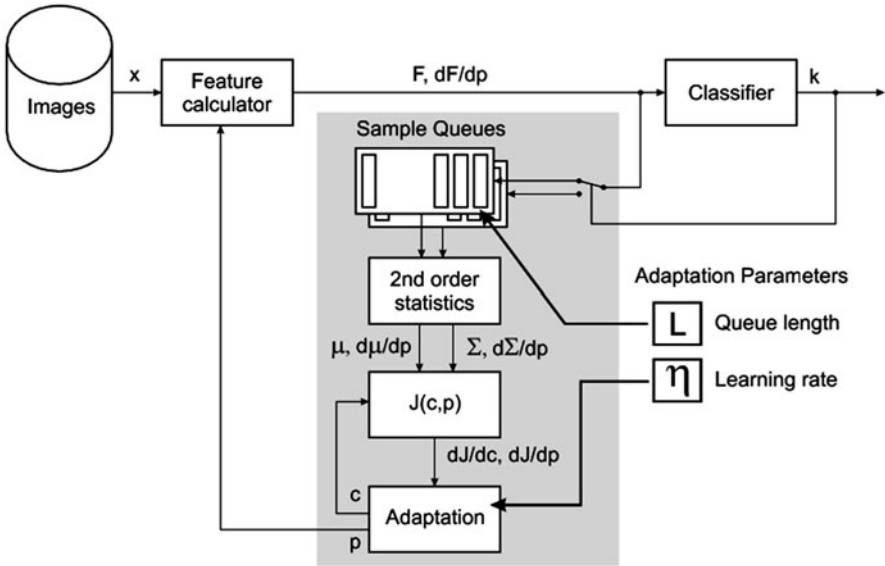 x
F, dF/dp
k
Images
Feature
calculator
Classifier
Sample Queues
2nd order
statistics
Adaptation Parameters
L
Queue length
μ, dμ/dp
Σ, dΣ/dp
η
Learning rate
J(c,p)
dJ/dc, dJ/dp
c
Adaptation
p